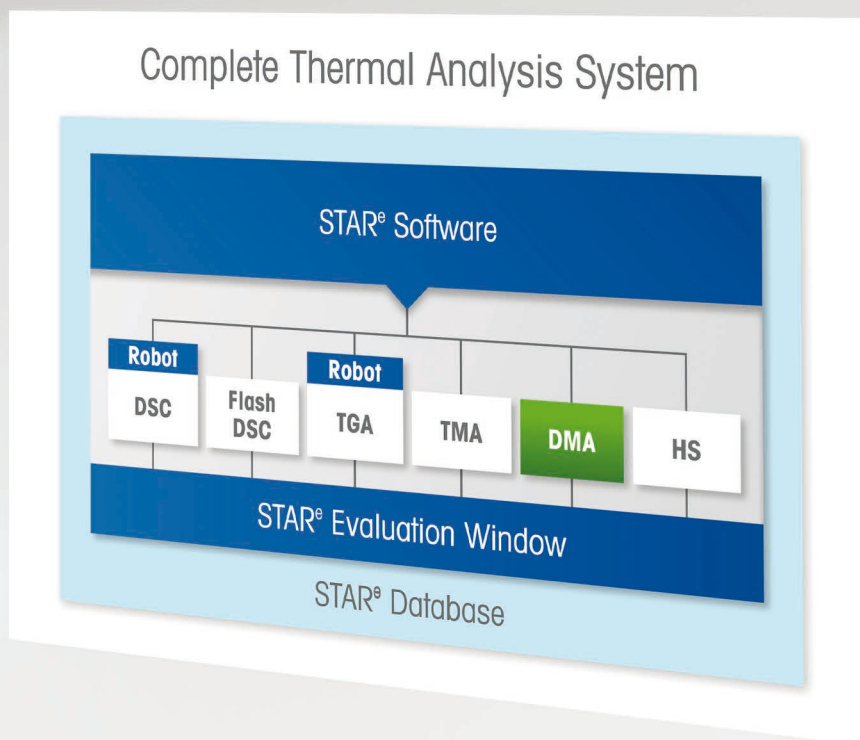 Complete Thermal Analysis System
STARᵉ Software
Robot
DSC
Flash
DSC
Robot
TGA
TMA
DMA
HS
STARᵉ Evaluation Window
STARᵉ Database